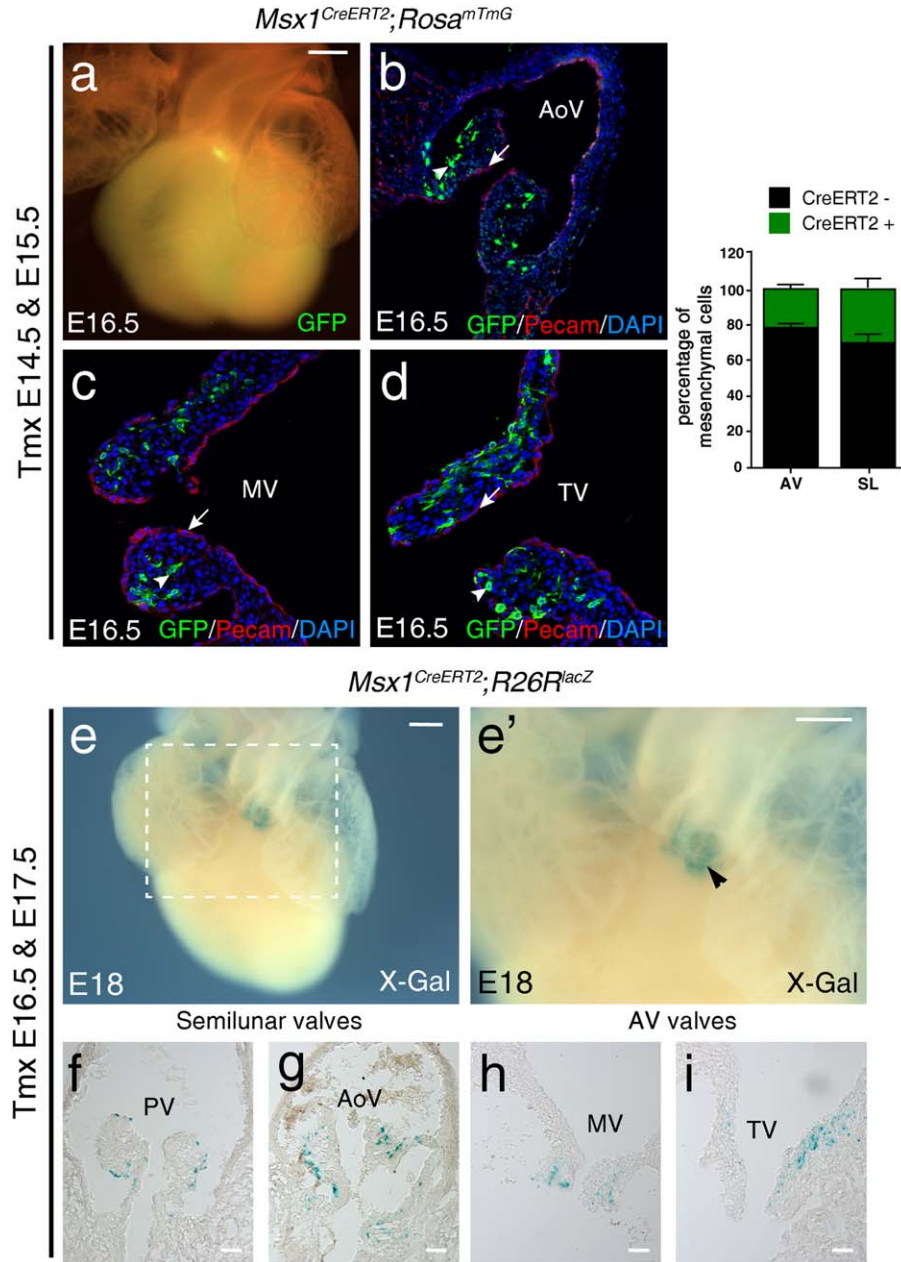 Msx1CreERT2;RosamTmG
Tmx E14.5 & E15.5
a
E16.5
GFP
b
AoV
E16.5
GFP/Pecam/DAPI
c
MV
E16.5
GFP/Pecam/DAPI
d
TV
E16.5
GFP/Pecam/DAPI
CreERT2 -
CreERT2 +
percentage of
mesenchymal cells
120
100
80
60
40
20
0
AV
SL
Msx1CreERT2;R26RlacZ
Tmx E16.5 & E17.5
e
E18
X-Gal
e'
E18
X-Gal
Semilunar valves
AV valves
f
PV
g
AoV
h
MV
i
TV